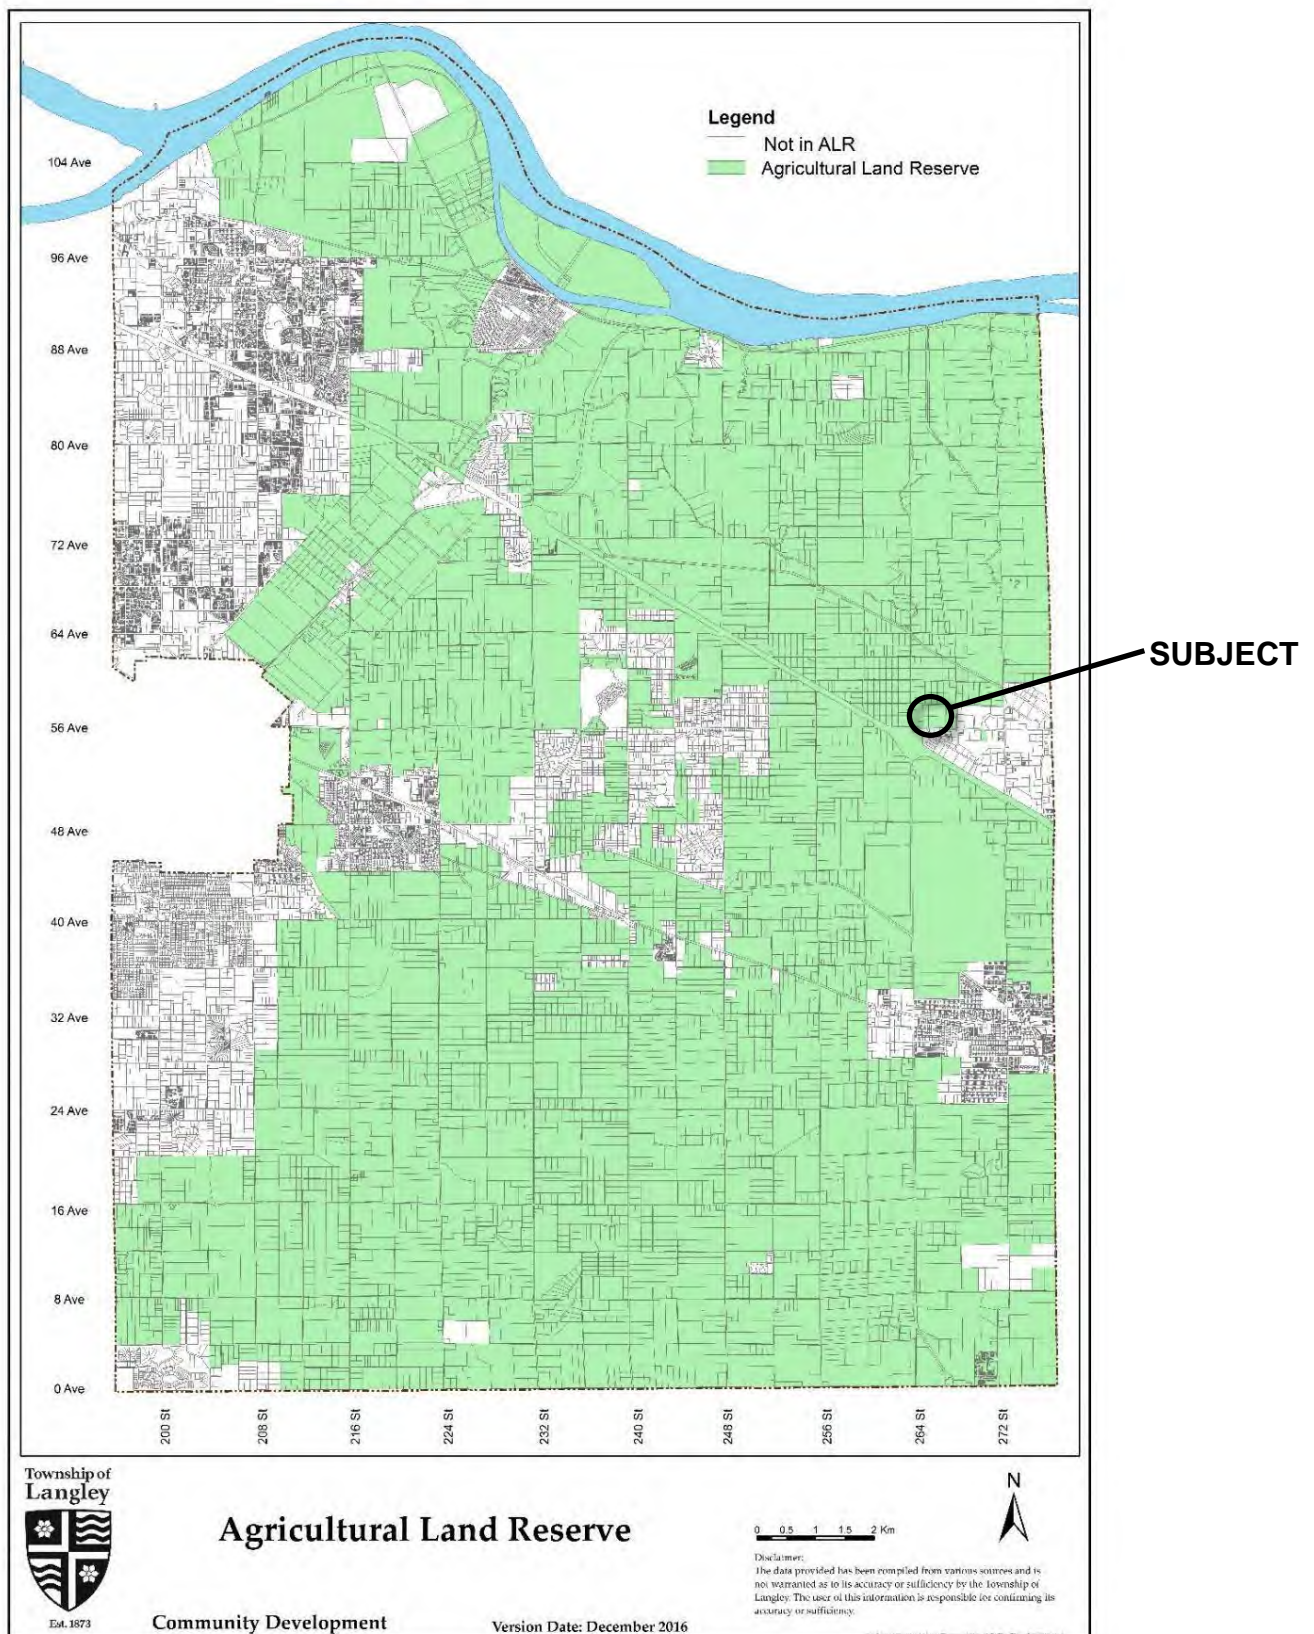 Legend
Not in ALR
Agricultural Land Reserve
104 Ave
96 Ave
88 Ave
80 Ave
72 Ave
64 Ave
SUBJECT
56 Ave
48 Ave
40 Ave
32 Ave
24 Ave
16 Ave
8 Ave
0 Ave
200 St
208 St
216 St
224 St
232 St
240 St
248 St
256 St
264 St
272 St
Township of
Langley
Est. 1873
Agricultural Land Reserve
N
0 0.5 1 1.5 2 Km
Disclaimer:
The data provided has been compiled from various sources and is
not warranted as to its accuracy or sufficiency by the Township of
Langley. The user of this information is responsible for confirming its
accuracy or sufficiency.
Community Development
Version Date: December 2016